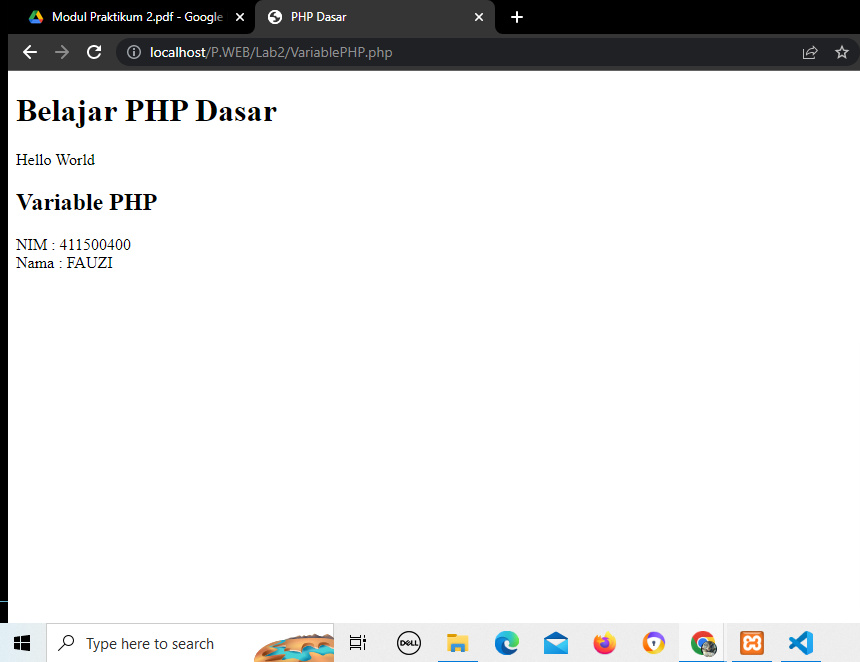 Modul Praktikum 2.pdf - Google
PHP Dasar
localhost/P.WEB/Lab2/VariablePHP.php
Belajar PHP Dasar
Hello World
Variable PHP
NIM : 411500400
Nama : FAUZI
Type here to search
DELL